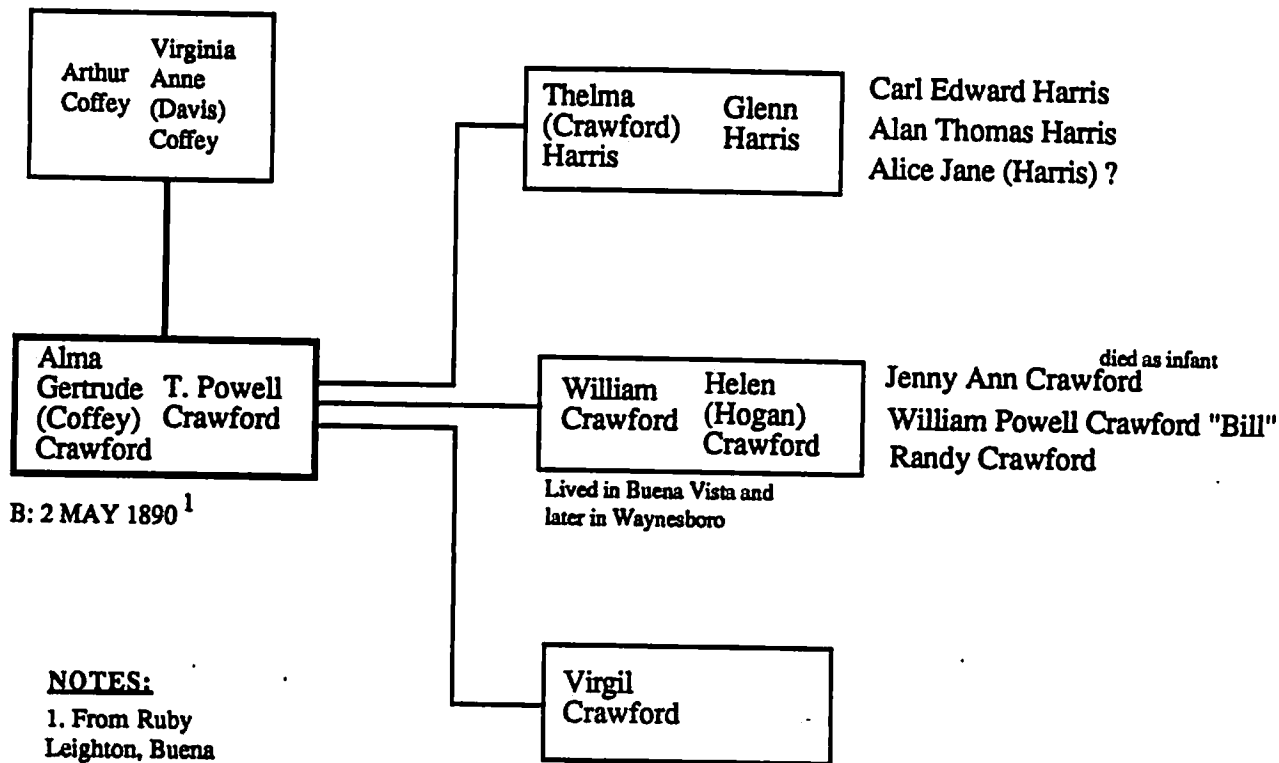 Arthur
Coffey
Virginia
Anne
(Davis)
Coffey
Thelma
(Crawford)
Harris
Glenn
Harris
Carl Edward Harris
Alan Thomas Harris
Alice Jane (Harris) ?
Alma
Gertrude
(Coffey)
Crawford
T. Powell
Crawford
B: 2 MAY 1890 1
William
Crawford
Helen
(Hogan)
Crawford
Lived in Buena Vista and
later in Waynesboro
died as infant
Jenny Ann Crawford
William Powell Crawford "Bill"
Randy Crawford
Virgil
Crawford
NOTES:
1. From Ruby
Leighton, Buena